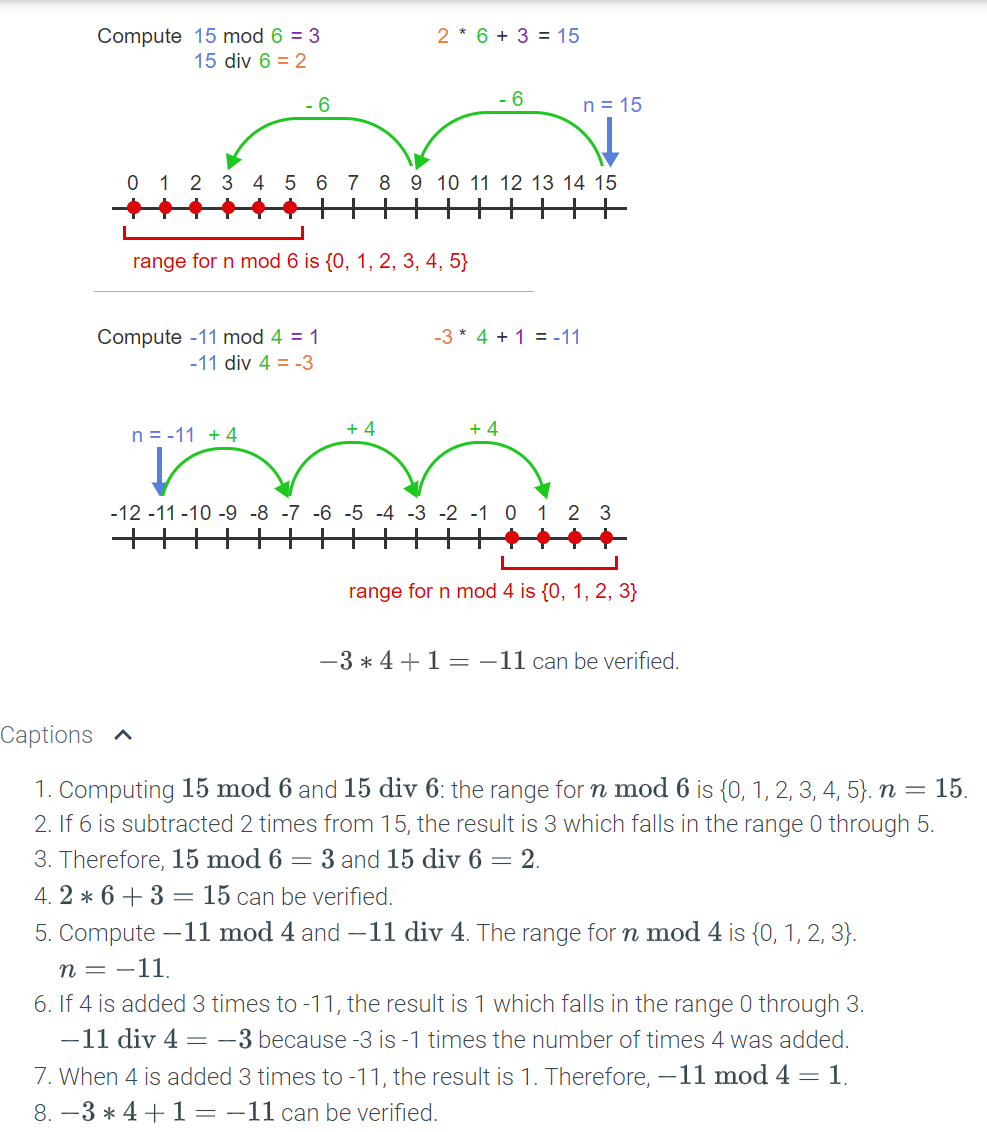 Compute 15 mod 6 = 3 2 * 6 + 3 = 15
15 div 6 = 2
- 6 - 6 n = 15
0 1 2 3 4 5 6 7 8 9 10 11 12 13 14 15
range for n mod 6 is {0, 1, 2, 3, 4, 5}
Compute -11 mod 4 = 1 -3 * 4 + 1 = -11
-11 div 4 = -3
n = -11 + 4 + 4 + 4
-12 -11 -10 -9 -8 -7 -6 -5 -4 -3 -2 -1 0 1 2 3
range for n mod 4 is {0, 1, 2, 3}
−3 ∗ 4 + 1 = −11 can be verified.
Captions
1. Computing 15 mod 6 and 15 div 6: the range for n mod 6 is {0, 1, 2, 3, 4, 5}. n = 15.
2. If 6 is subtracted 2 times from 15, the result is 3 which falls in the range 0 through 5.
3. Therefore, 15 mod 6 = 3 and 15 div 6 = 2.
4. 2 ∗ 6 + 3 = 15 can be verified.
5. Compute −11 mod 4 and −11 div 4. The range for n mod 4 is {0, 1, 2, 3}.
n = −11.
6. If 4 is added 3 times to -11, the result is 1 which falls in the range 0 through 3.
−11 div 4 = −3 because -3 is -1 times the number of times 4 was added.
7. When 4 is added 3 times to -11, the result is 1. Therefore, −11 mod 4 = 1.
8. −3 ∗ 4 + 1 = −11 can be verified.